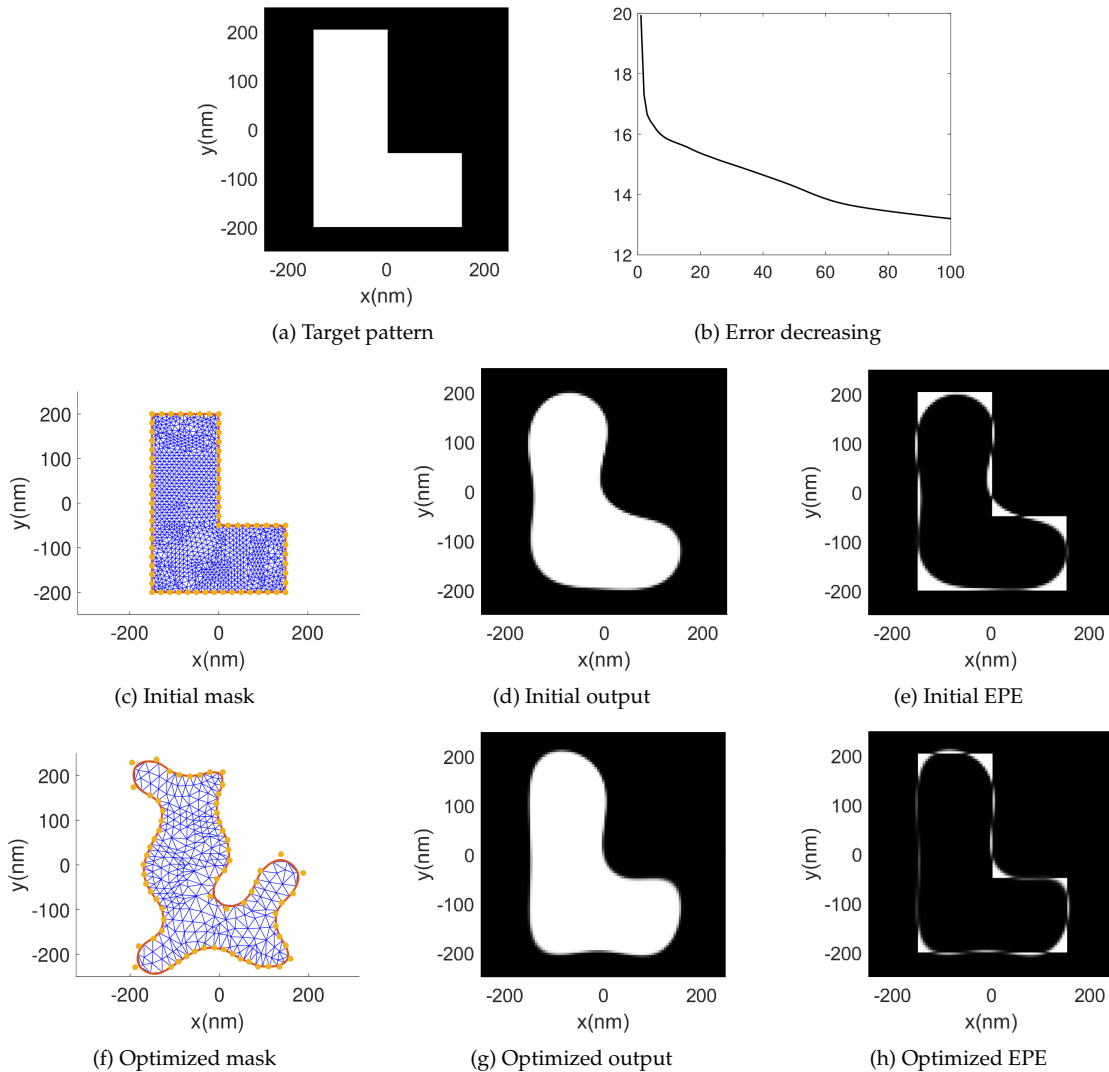 200
100
0
-100
-200
y(nm)
-200 0 200
x(nm)
(a) Target pattern
20
18
16
14
12
0 20 40 60 80 100
(b) Error decreasing
200
100
0
-100
-200
y(nm)
-200 0 200
x(nm)
(c) Initial mask
200
100
0
-100
-200
y(nm)
-200 0 200
x(nm)
(d) Initial output
200
100
0
-100
-200
y(nm)
-200 0 200
x(nm)
(e) Initial EPE
200
100
0
-100
-200
y(nm)
-200 0 200
x(nm)
(f) Optimized mask
200
100
0
-100
-200
y(nm)
-200 0 200
x(nm)
(g) Optimized output
200
100
0
-100
-200
y(nm)
-200 0 200
x(nm)
(h) Optimized EPE